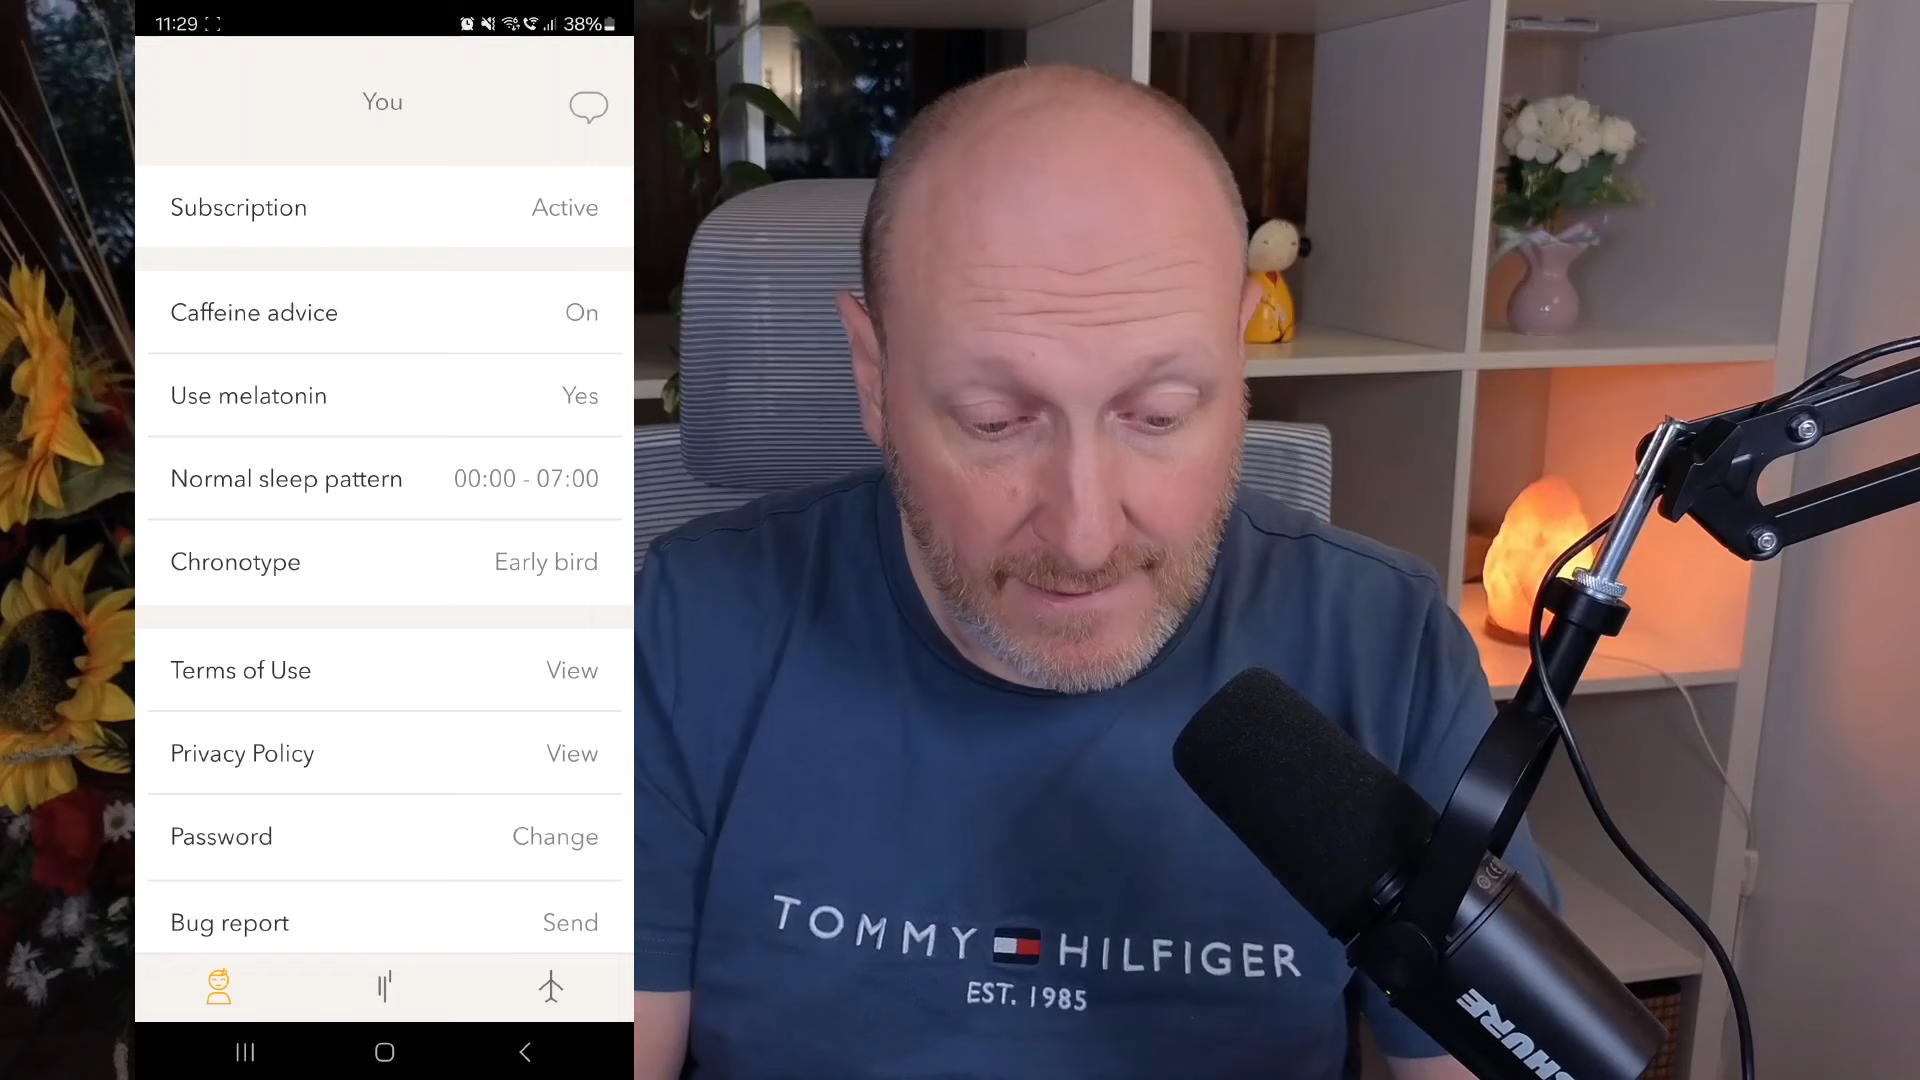 11:29
38%
You
Subscription Active
Caffeine advice On
Use melatonin Yes
Normal sleep pattern 00:00 - 07:00
Chronotype Early bird
Terms of Use View
Privacy Policy View
Password Change
Bug report Send
TOMMY HILFIGER
EST. 1985
SHURE